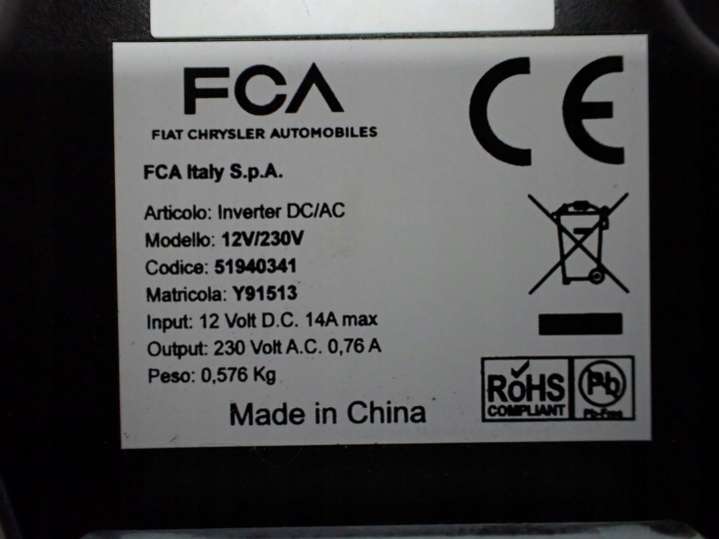 FCA
FIAT CHRYSLER AUTOMOBILES
FCA Italy S.p.A.
Articolo: Inverter DC/AC
Modello: 12V/230V
Codice: 51940341
Matricola: Y91513
Input: 12 Volt D.C. 14A max
Output: 230 Volt A.C. 0,76 A
Peso: 0,576 Kg
Made in China
CE
RoHS
COMPLIANT
Pb
Pb-Free